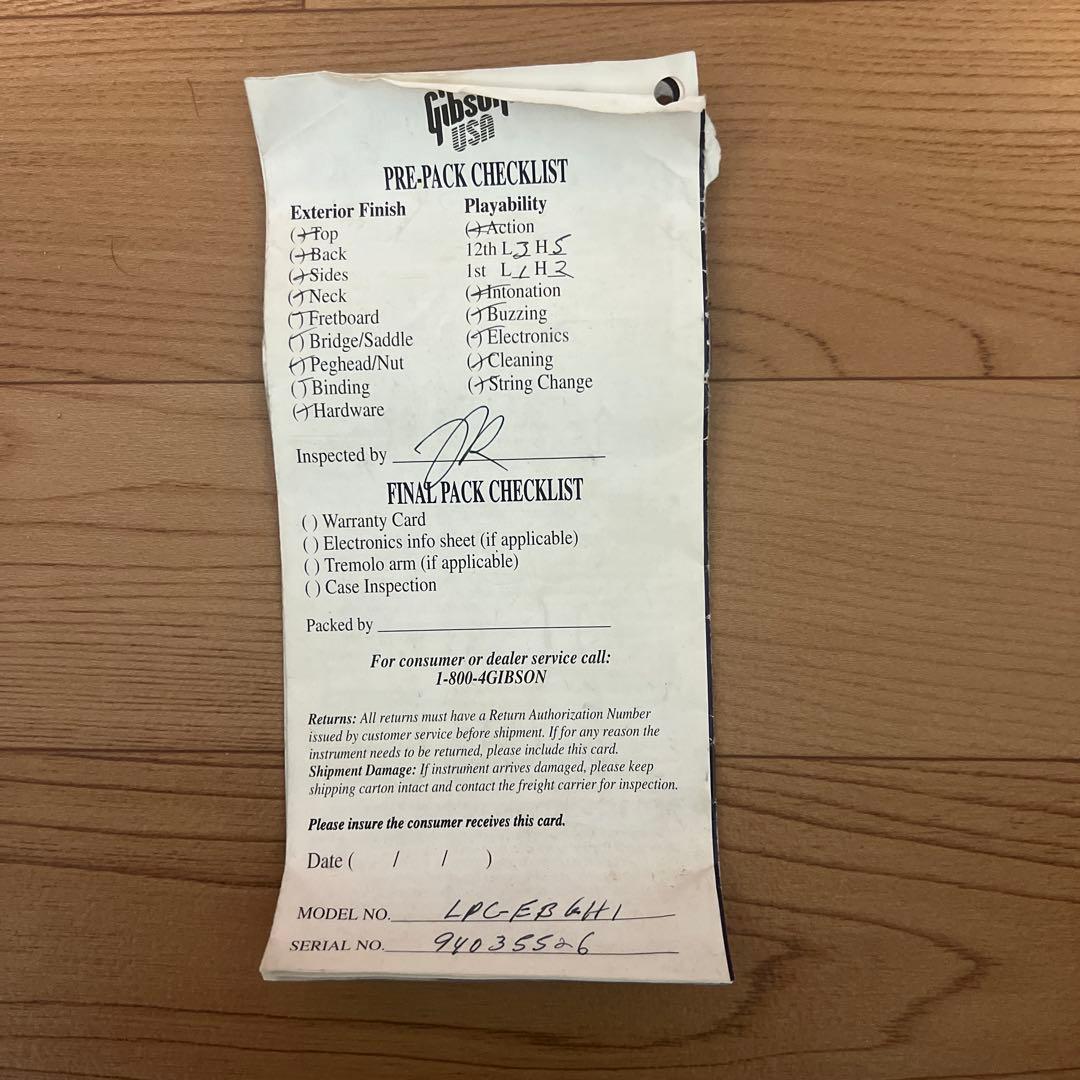 Gibson
USA
PRE-PACK CHECKLIST
Exterior Finish
( ) Top
( ) Back
( ) Sides
( ) Neck
( ) Fretboard
( ) Bridge/Saddle
( ) Peghead/Nut
( ) Binding
( ) Hardware
Playability
( ) Action
12th L 3 H 5
1st L 1 H 2
( ) Intonation
( ) Buzzing
( ) Electronics
( ) Cleaning
( ) String Change
Inspected by JR
FINAL PACK CHECKLIST
( ) Warranty Card
( ) Electronics info sheet (if applicable)
( ) Tremolo arm (if applicable)
( ) Case Inspection
Packed by
For consumer or dealer service call:
1-800-4GIBSON
Returns: All returns must have a Return Authorization Number
issued by customer service before shipment. If for any reason the
instrument needs to be returned, please include this card.
Shipment Damage: If instrument arrives damaged, please keep
shipping carton intact and contact the freight carrier for inspection.
Please insure the consumer receives this card.
Date ( / / )
MODEL NO. LPC-EBGH1
SERIAL NO. 94035526